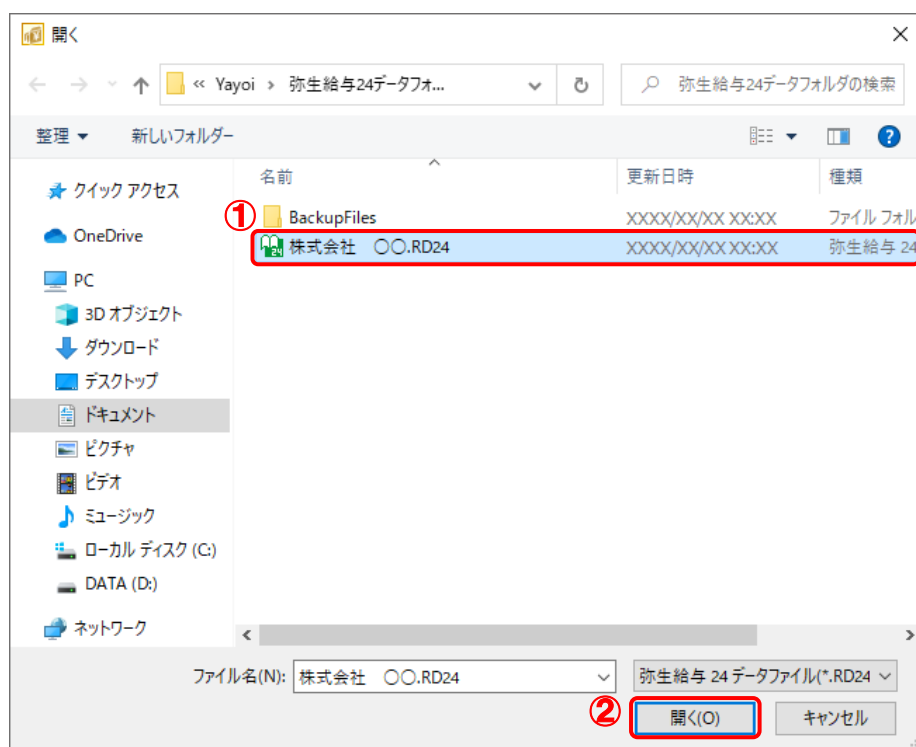 開く
« Yayoi › 弥生給与24データフォ...
弥生給与24データフォルダの検索
整理
新しいフォルダー
名前
更新日時
種類
クイック アクセス
OneDrive
PC
3D オブジェクト
ダウンロード
デスクトップ
ドキュメント
ピクチャ
ビデオ
ミュージック
ローカル ディスク (C:)
DATA (D:)
ネットワーク
BackupFiles XXXX/XX/XX XX:XX ファイル フォル
① 株式会社　〇〇.RD24 XXXX/XX/XX XX:XX 弥生給与 24
ファイル名(N): 株式会社　〇〇.RD24
弥生給与 24 データファイル(*.RD24
② 開く(O)
キャンセル